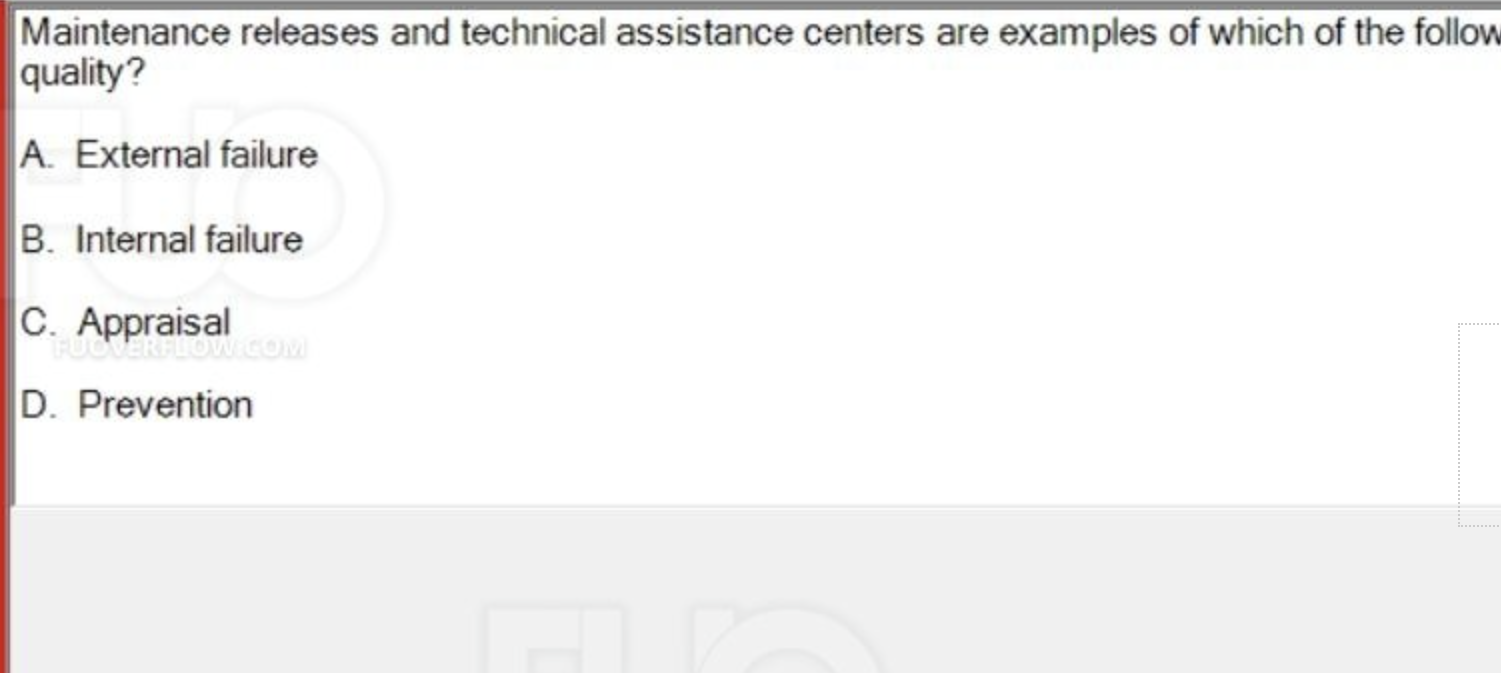 Maintenance releases and technical assistance centers are examples of which of the follow
quality?
A. External failure
B. Internal failure
C. Appraisal
FUOVERFLOW.COM
D. Prevention